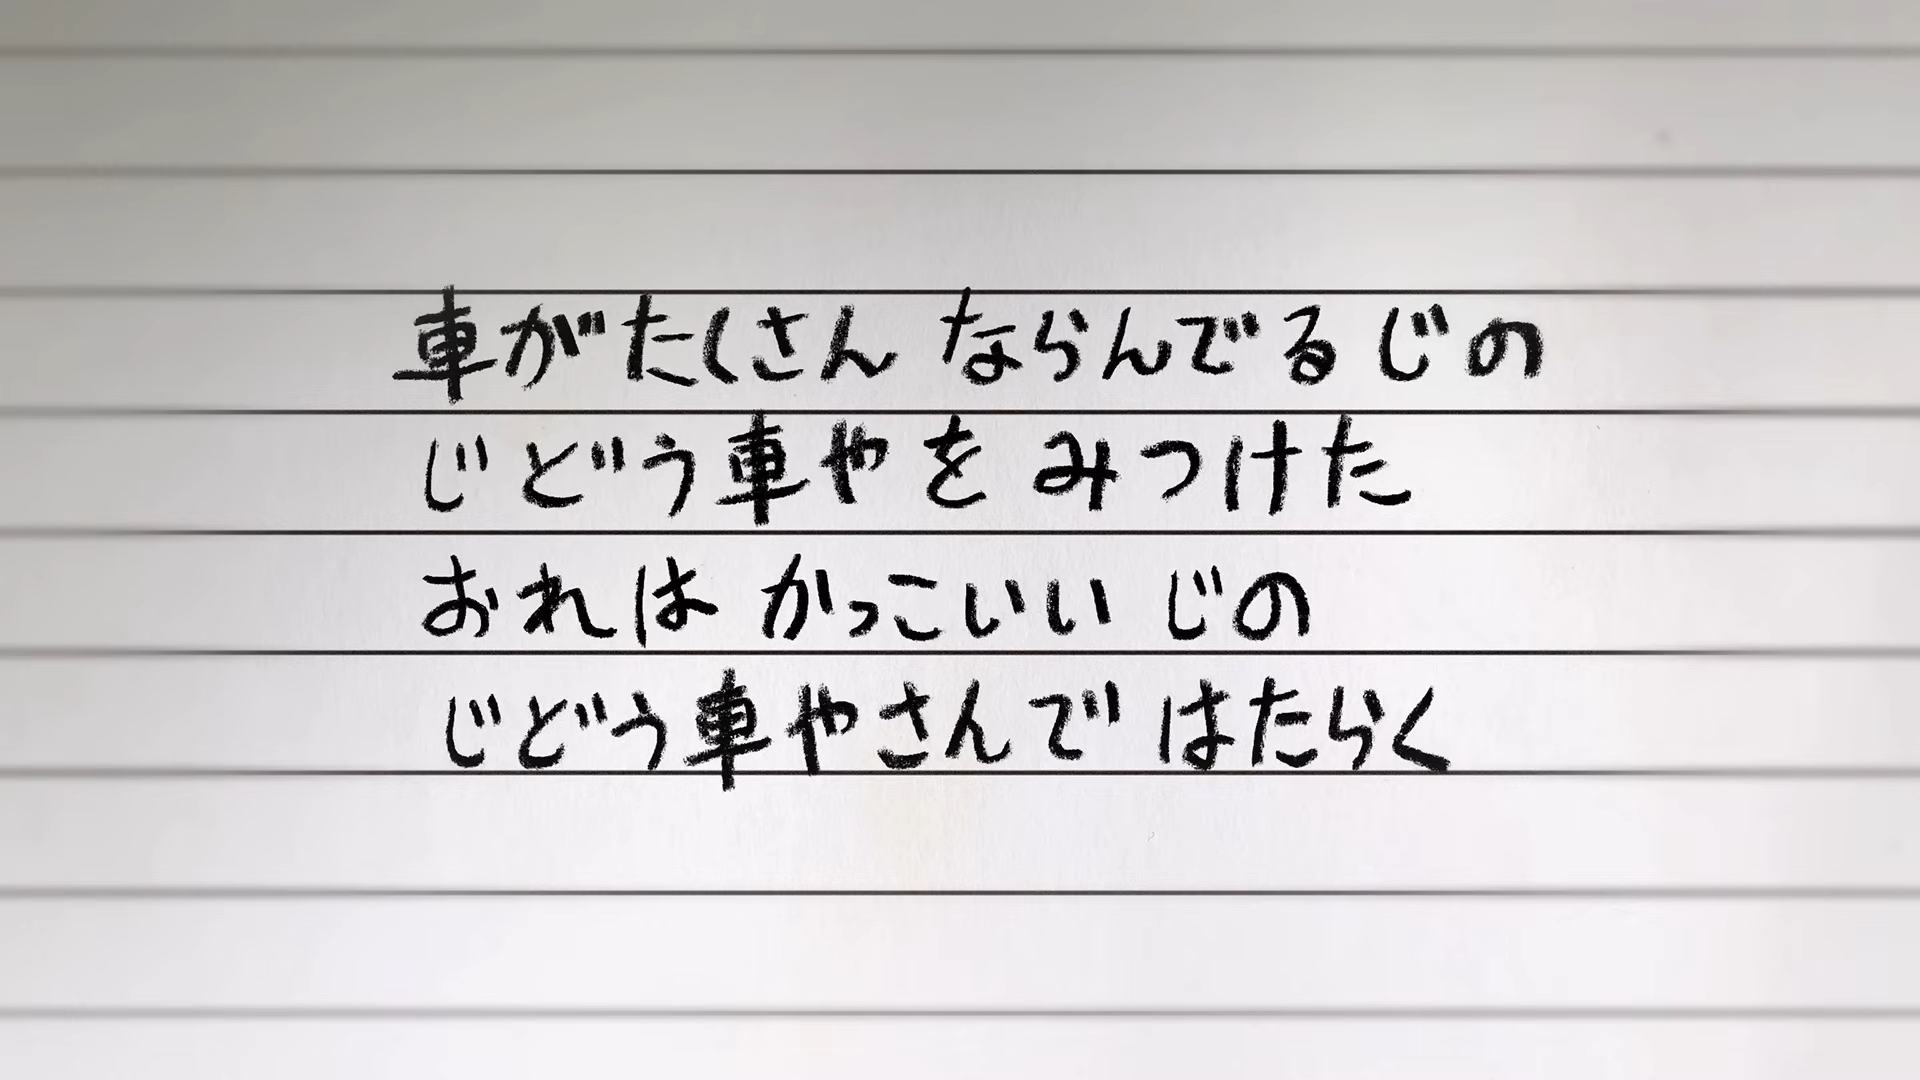 車がたくさん ならんでる じの
じどう車やを みつけた
おれは かっこいい じの
じどう車やさんで はたらく